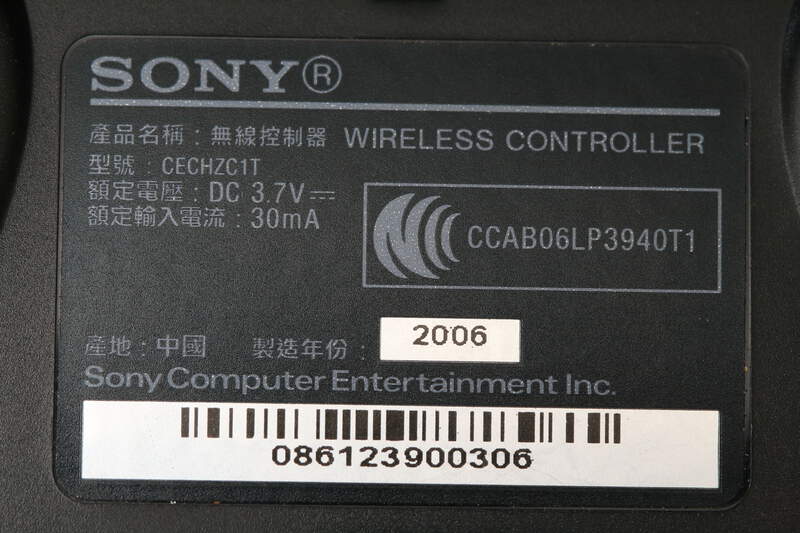 SONY®
產品名稱：無線控制器 WIRELESS CONTROLLER
型號：CECHZC1T
額定電壓：DC 3.7V⎓
額定輸入電流：30mA
CCAB06LP3940T1
產地：中國 製造年份：2006
Sony Computer Entertainment Inc.
086123900306